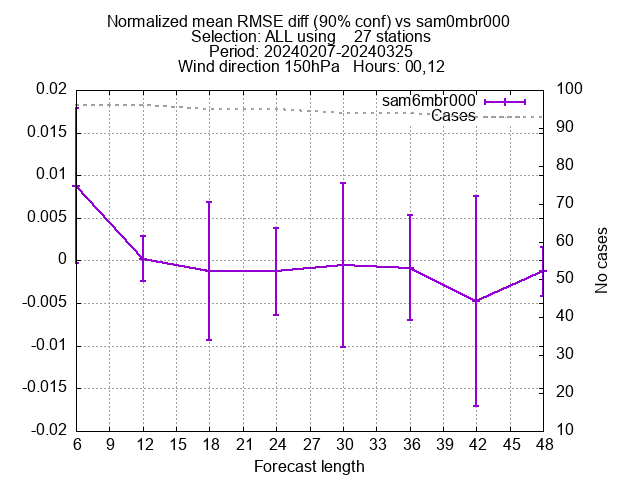 Normalized mean RMSE diff (90% conf) vs sam0mbr000
Selection: ALL using    27 stations
Period: 20240207-20240325
Wind direction 150hPa   Hours: 00,12
sam6mbr000
Cases
0.02
0.015
0.01
0.005
0
-0.005
-0.01
-0.015
-0.02
100
90
80
70
60
50
40
30
20
10
No cases
6 9 12 15 18 21 24 27 30 33 36 39 42 45 48
Forecast length